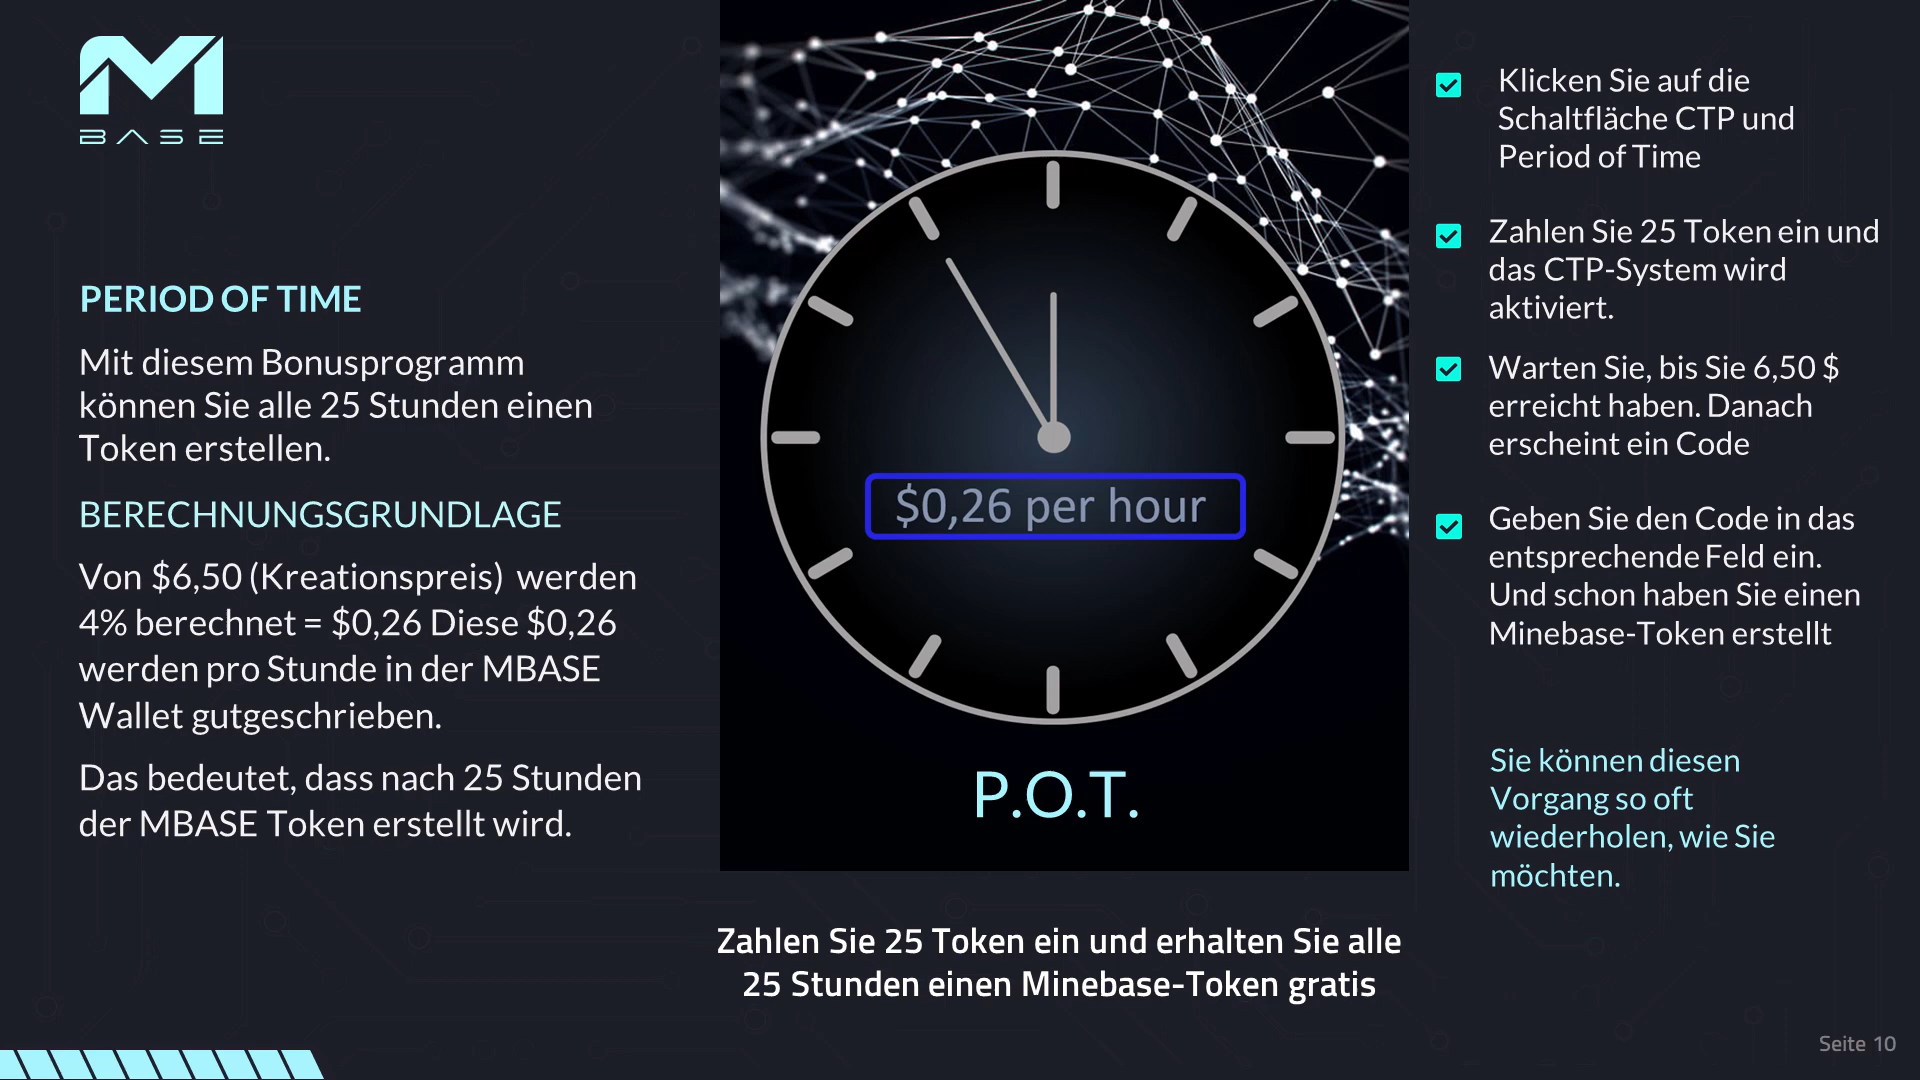 M
BASE
PERIOD OF TIME
Mit diesem Bonusprogramm
können Sie alle 25 Stunden einen
Token erstellen.
BERECHNUNGSGRUNDLAGE
Von $6,50 (Kreationspreis) werden
4% berechnet = $0,26 Diese $0,26
werden pro Stunde in der MBASE
Wallet gutgeschrieben.
Das bedeutet, dass nach 25 Stunden
der MBASE Token erstellt wird.
$0,26 per hour
P.O.T.
Zahlen Sie 25 Token ein und erhalten Sie alle
25 Stunden einen Minebase-Token gratis
Klicken Sie auf die
Schaltfläche CTP und
Period of Time
Zahlen Sie 25 Token ein und
das CTP-System wird
aktiviert.
Warten Sie, bis Sie 6,50 $
erreicht haben. Danach
erscheint ein Code
Geben Sie den Code in das
entsprechende Feld ein.
Und schon haben Sie einen
Minebase-Token erstellt
Sie können diesen
Vorgang so oft
wiederholen, wie Sie
möchten.
Seite 10